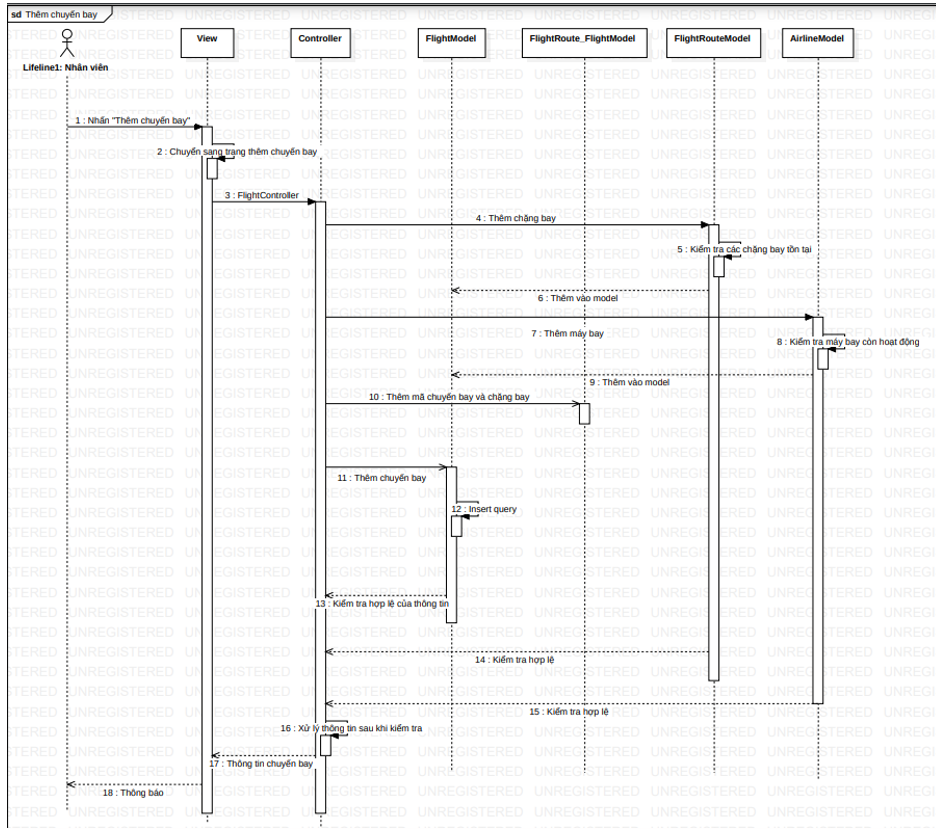 sd Thêm chuyến bay
View
Controller
FlightModel
FlightRoute_FlightModel
FlightRouteModel
AirlineModel
Lifeline1: Nhân viên
1 : Nhấn "Thêm chuyến bay"
2 : Chuyển sang trang thêm chuyến bay
3 : FlightController
4 : Thêm chặng bay
5 : Kiểm tra các chặng bay tồn tại
6 : Thêm vào model
7 : Thêm máy bay
8 : Kiểm tra máy bay còn hoạt động
9 : Thêm vào model
10 : Thêm mã chuyến bay và chặng bay
11 : Thêm chuyến bay
12 : Insert query
13 : Kiểm tra hợp lệ của thông tin
14 : Kiểm tra hợp lệ
15 : Kiểm tra hợp lệ
16 : Xử lý thông tin sau khi kiểm tra
17 : Thông tin chuyến bay
18 : Thông báo